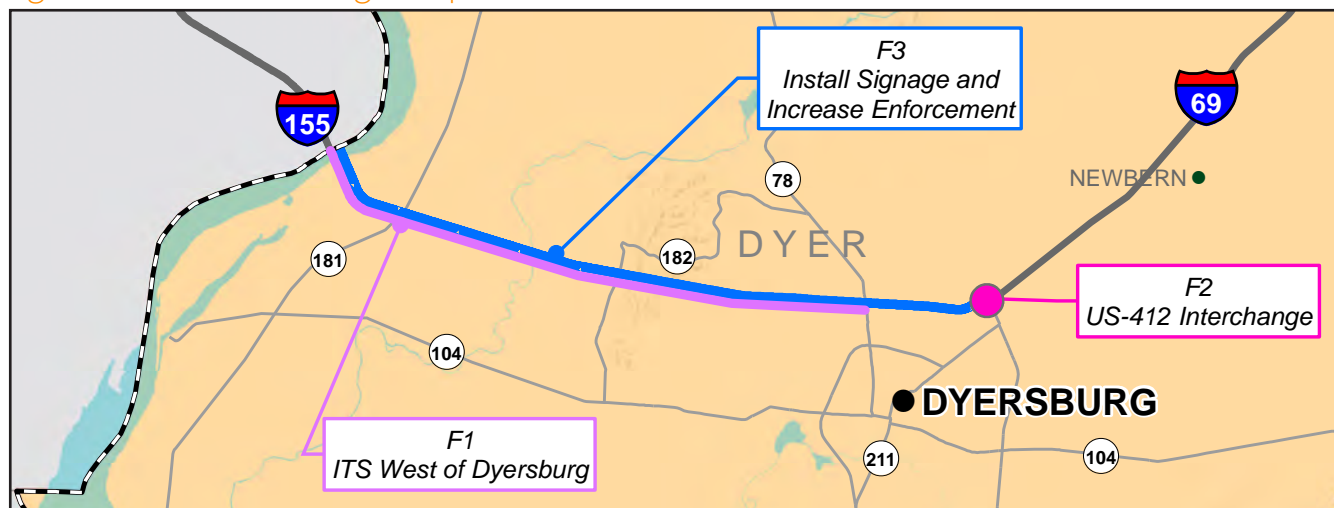 F3
Install Signage and
Increase Enforcement
155
69
78
NEWBERN
DYER
182
181
F2
US-412 Interchange
104
DYERSBURG
F1
ITS West of Dyersburg
211
104